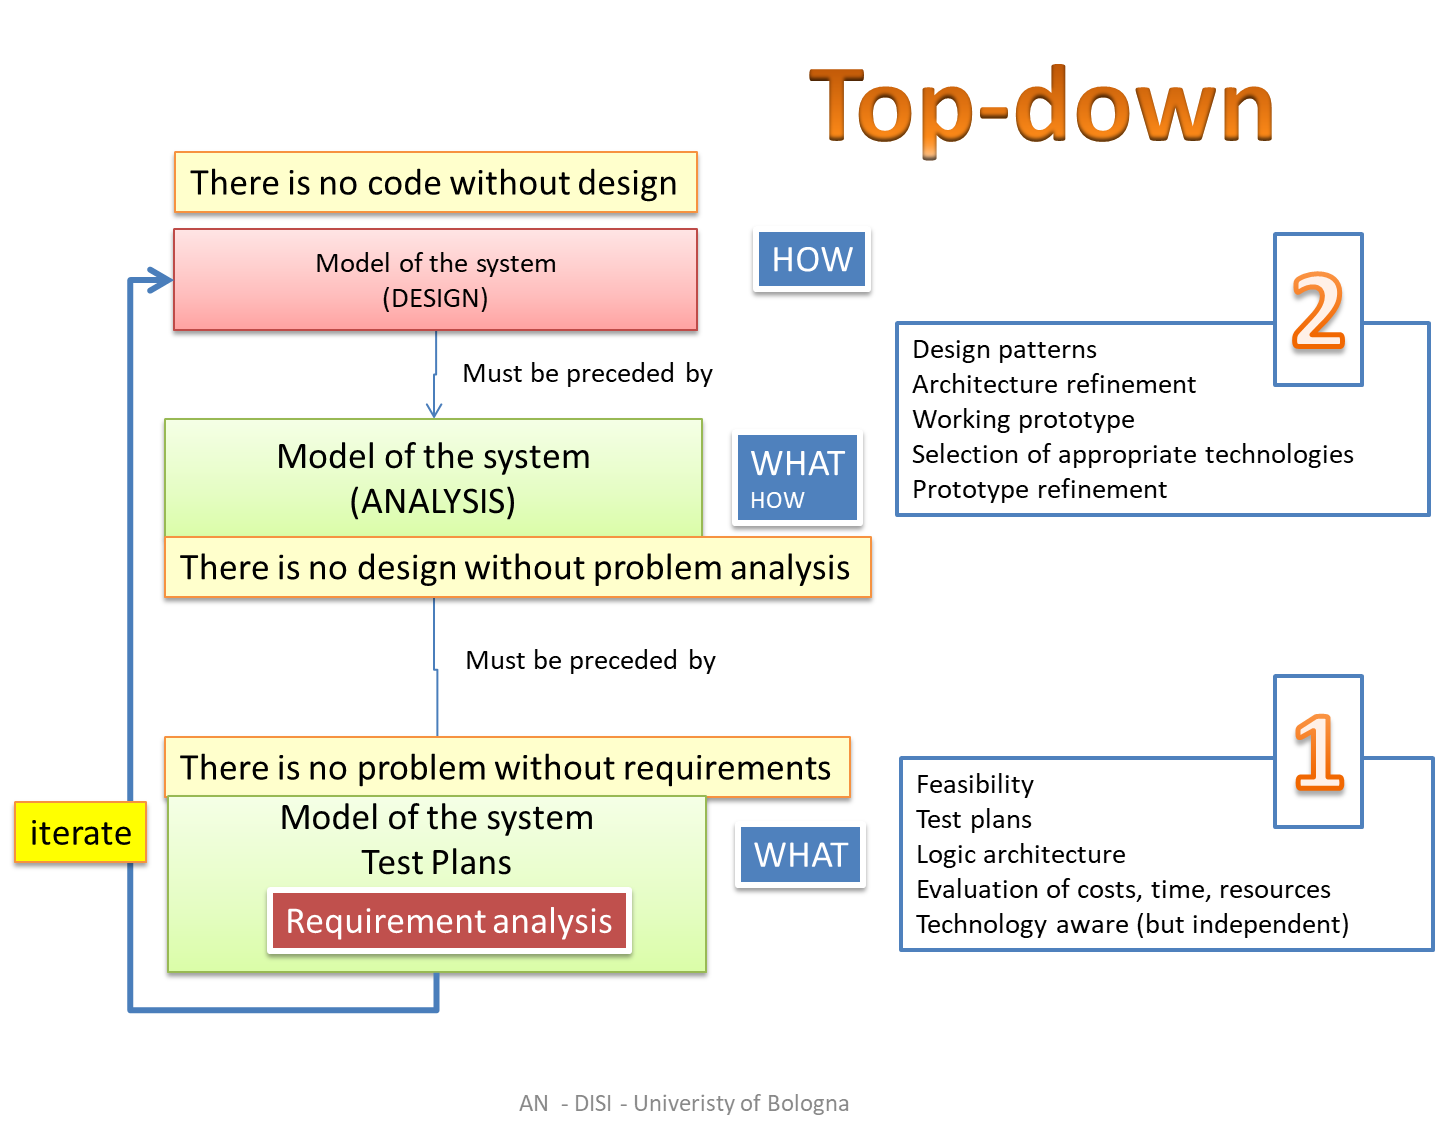 Top-down
There is no code without design
Model of the system
(DESIGN)
HOW
2
Must be preceded by
Design patterns
Architecture refinement
Working prototype
Selection of appropriate technologies
Prototype refinement
Model of the system
(ANALYSIS)
WHAT
HOW
There is no design without problem analysis
Must be preceded by
1
There is no problem without requirements
Feasibility
Test plans
Logic architecture
Evaluation of costs, time, resources
Technology aware (but independent)
iterate
Model of the system
Test Plans
WHAT
Requirement analysis
AN - DISI - Univeristy of Bologna